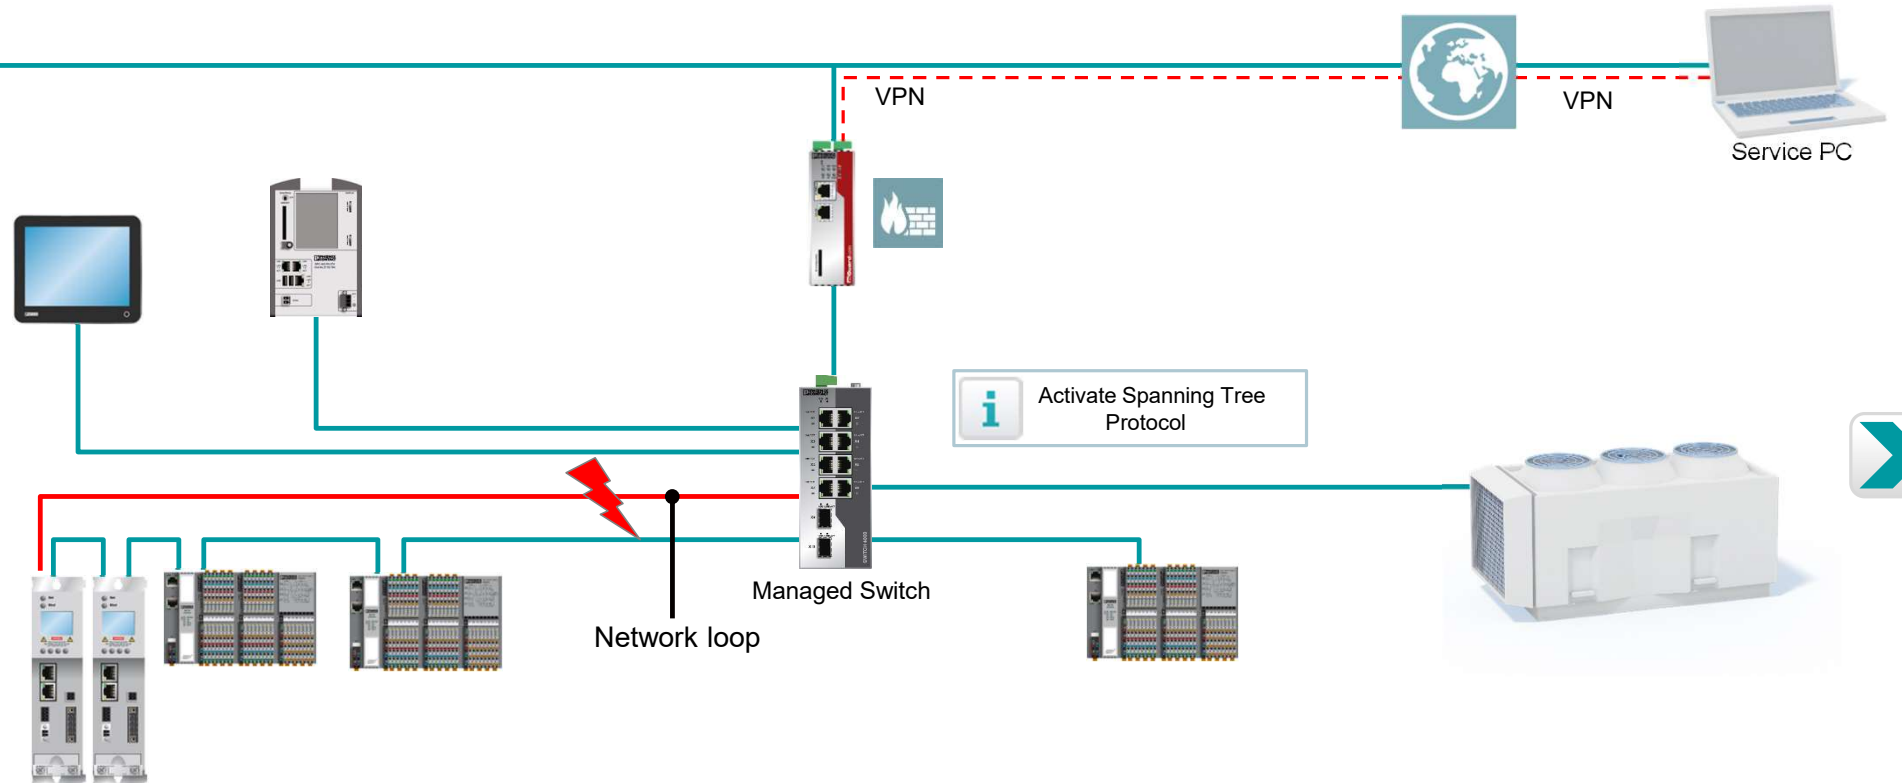 VPN
VPN
Service PC
Activate Spanning Tree
Protocol
Managed Switch
Network loop